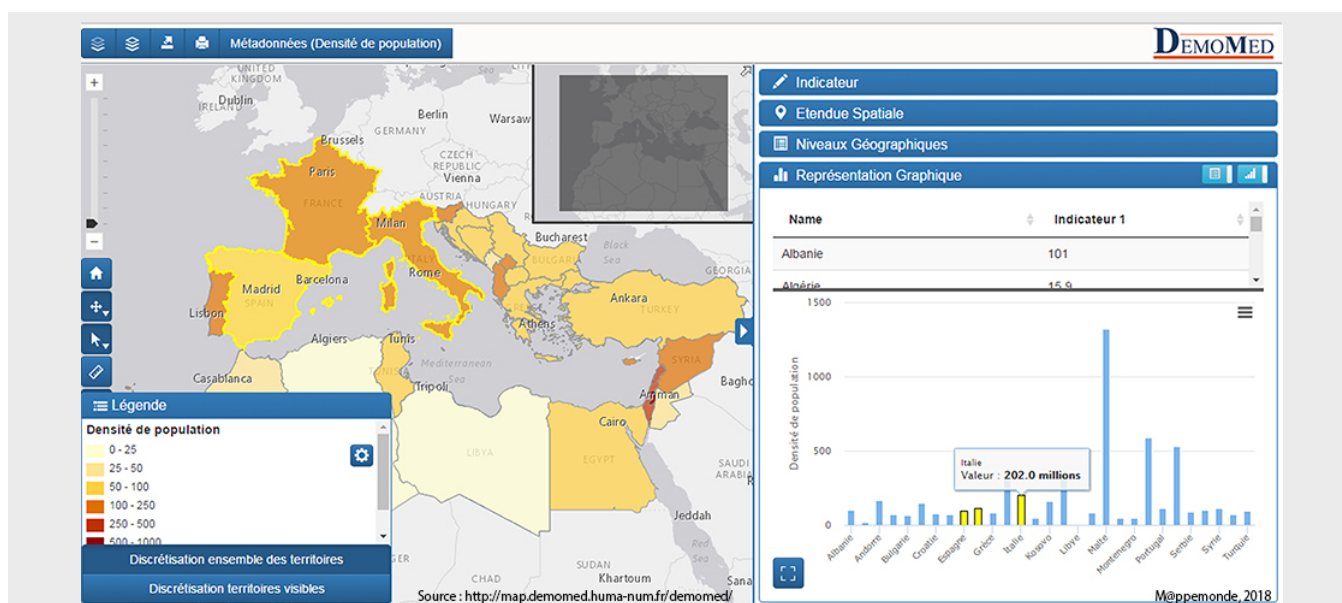 Métadonnées (Densité de population)
DEMOMED
UNITED
KINGDOM
Sea
IRELAND
Dublin
Berlin
Warsaw
GERMANY
Brussels
CZECH
REPUBLIC
Paris
Vienna
AUSTRIA
HUNGARY
FRANCE
Milan
Bucharest
Black
Sea
BULGARIA
GEORGIA
ITALY
Rome
Barcelona
Madrid
SPAIN
Lisbon
Ankara
TURKEY
Athens
Algiers
Tunis
SYRIA
Mediterranean
Sea
Casablanca
Tripoli
Amman
Baghd
Cairo
LIBYA
EGYPT
SAUDI
ARABIA
Jeddah
Red
Sea
SUDAN
CHAD
Khartoum
Sana
Légende
Densité de population
0 - 25
25 - 50
50 - 100
100 - 250
250 - 500
500 - 1000
Discrétisation ensemble des territoires
Discrétisation territoires visibles
Source : http://map.demomed.huma-num.fr/demomed/
Indicateur
Etendue Spatiale
Niveaux Géographiques
Représentation Graphique
Name Indicateur 1
Albanie 101
Algérie 15.9
1500
1000
500
0
Densité de population
Italie
Valeur : 202.0 millions
Albanie
Andorre
Bulgarie
Croatie
Espagne
Grèce
Italie
Kosovo
Libye
Malte
Montenegro
Portugal
Serbie
Syrie
Turquie
M@ppemonde, 2018